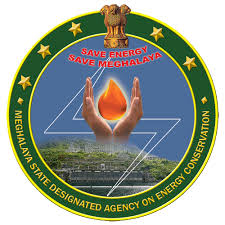 SAVE ENERGY
SAVE MEGHALAYA
MEGHALAYA STATE DESIGNATED AGENCY ON ENERGY CONSERVATION